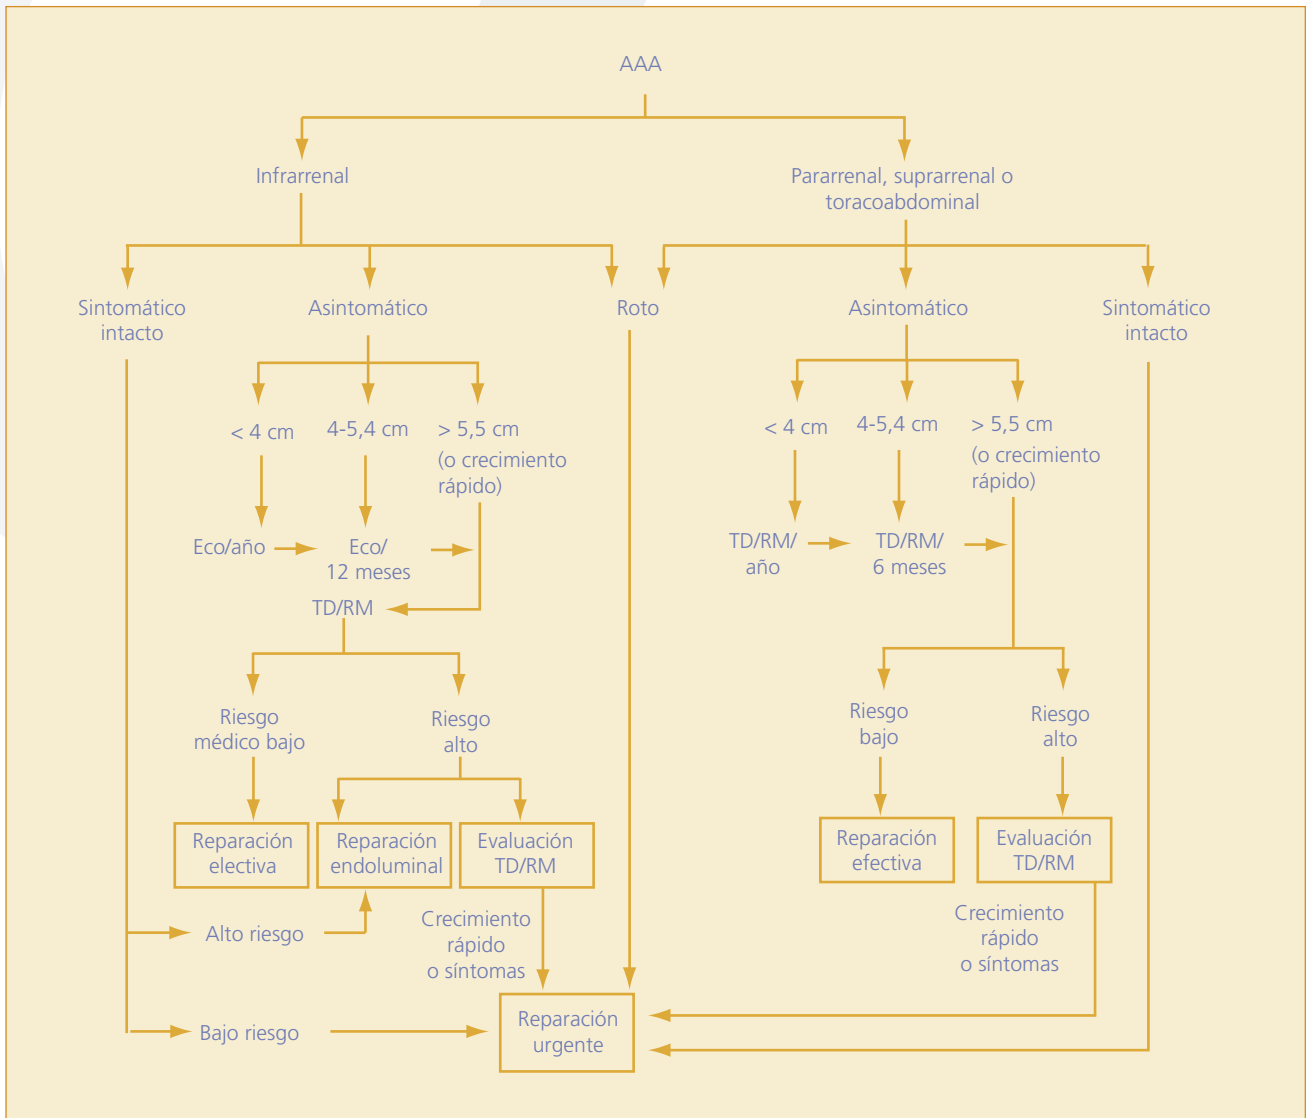 AAA
Infrarrenal
Pararrenal, suprarrenal o
toracoabdominal
Sintomático
intacto
Asintomático
Roto
Asintomático
Sintomático
intacto
< 4 cm
4-5,4 cm
> 5,5 cm
(o crecimiento
rápido)
< 4 cm
4-5,4 cm
> 5,5 cm
(o crecimiento
rápido)
Eco/año
Eco/
12 meses
TD/RM/
año
TD/RM/
6 meses
TD/RM
Riesgo
médico bajo
Riesgo
alto
Riesgo
bajo
Riesgo
alto
Reparación
electiva
Reparación
endoluminal
Evaluación
TD/RM
Reparación
efectiva
Evaluación
TD/RM
Alto riesgo
Crecimiento
rápido
o síntomas
Crecimiento
rápido
o síntomas
Bajo riesgo
Reparación
urgente